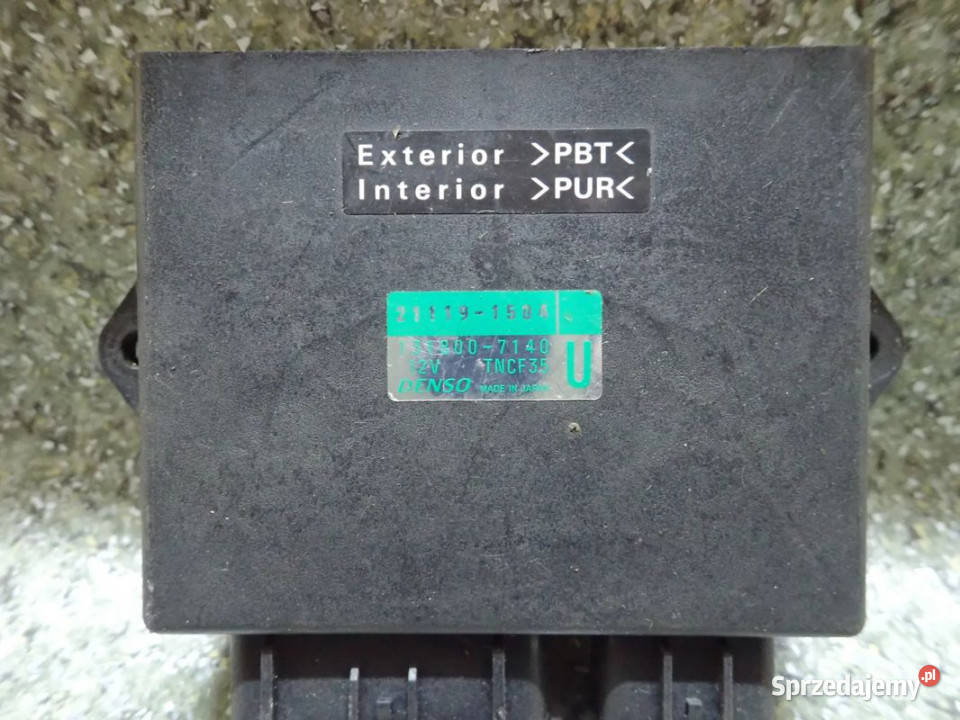 Exterior >PBT<
Interior >PUR<
21119-1504
131800-7140
12V TNCF35 U
DENSO MADE IN JAPAN
Sprzedajemy.pl